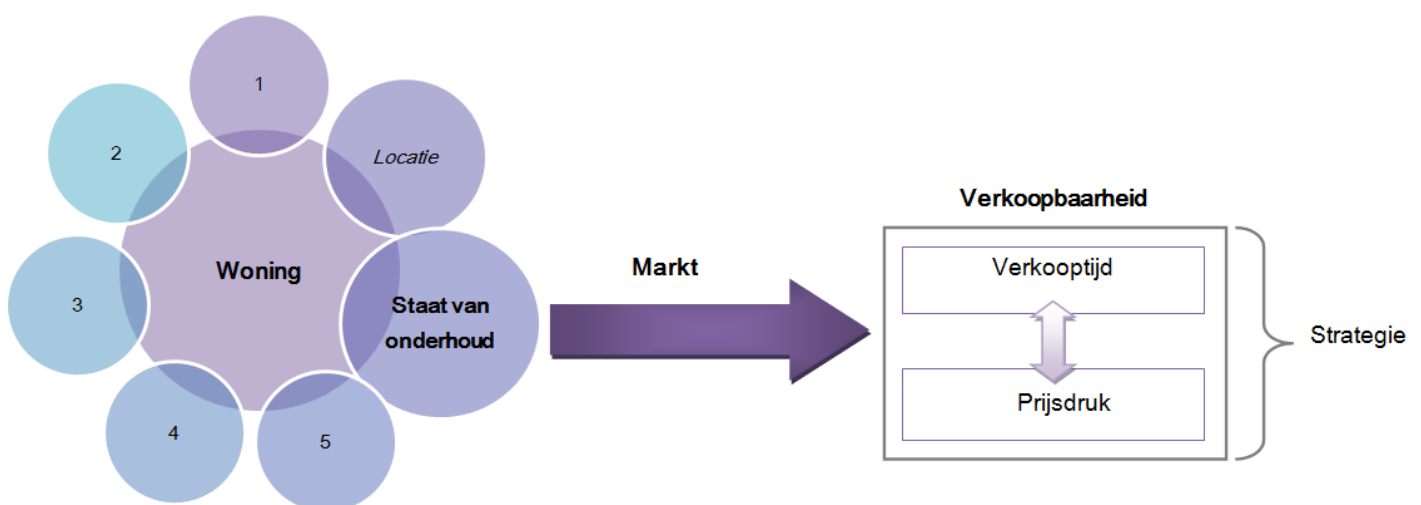 1
2
Locatie
Verkoopbaarheid
Woning
Markt
Verkooptijd
3
Staat van
onderhoud
Strategie
Prijsdruk
4
5